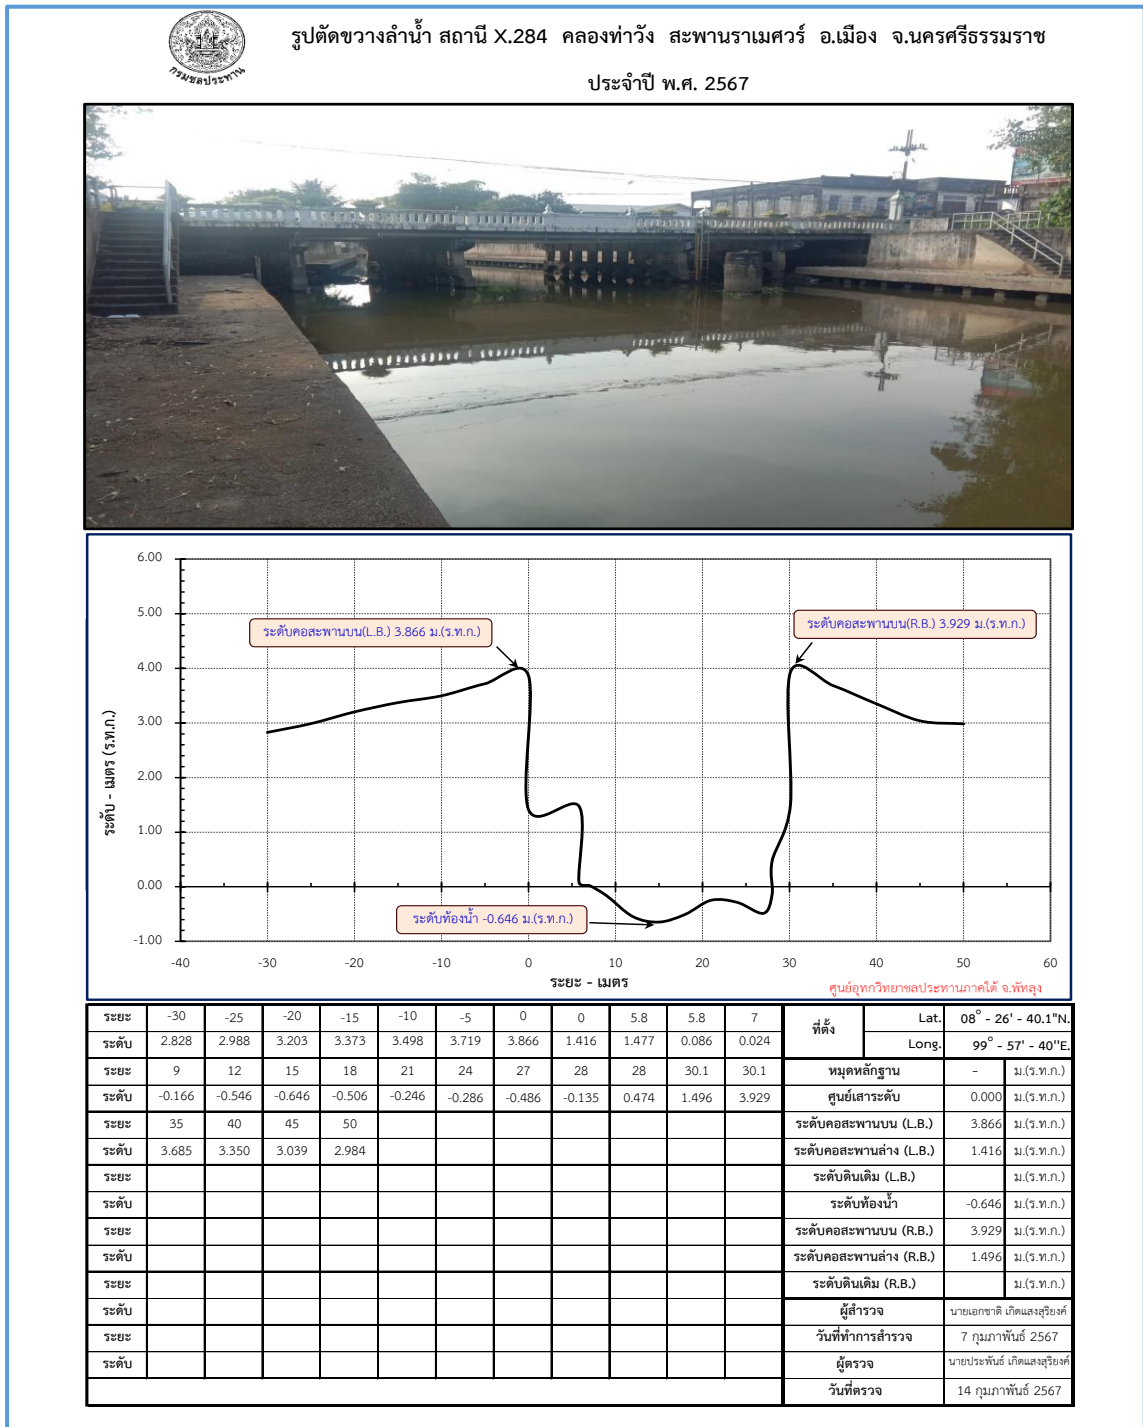 กรมชลประทาน
รูปตัดขวางลำน้ำ สถานี X.284 คลองท่าวัง สะพานราเมศวร์ อ.เมือง จ.นครศรีธรรมราช
ประจำปี พ.ศ. 2567
ระดับ - เมตร (ร.ท.ก.)
6.00
5.00
4.00
3.00
2.00
1.00
0.00
-1.00
ระดับคอสะพานบน(L.B.) 3.866 ม.(ร.ท.ก.)
ระดับคอสะพานบน(R.B.) 3.929 ม.(ร.ท.ก.)
ระดับท้องน้ำ -0.646 ม.(ร.ท.ก.)
-40 -30 -20 -10 0 10 20 30 40 50 60
ระยะ - เมตร
ศูนย์อุทกวิทยาชลประทานภาคใต้ จ.พัทลุง
ระยะ -30 -25 -20 -15 -10 -5 0 0 5.8 5.8 7 ที่ตั้ง Lat. 08° - 26' - 40.1"N.
ระดับ 2.828 2.988 3.203 3.373 3.498 3.719 3.866 1.416 1.477 0.086 0.024 Long. 99° - 57' - 40''E.
ระยะ 9 12 15 18 21 24 27 28 28 30.1 30.1 หมุดหลักฐาน - ม.(ร.ท.ก.)
ระดับ -0.166 -0.546 -0.646 -0.506 -0.246 -0.286 -0.486 -0.135 0.474 1.496 3.929 ศูนย์เสาระดับ 0.000 ม.(ร.ท.ก.)
ระยะ 35 40 45 50 ระดับคอสะพานบน (L.B.) 3.866 ม.(ร.ท.ก.)
ระดับ 3.685 3.350 3.039 2.984 ระดับคอสะพานล่าง (L.B.) 1.416 ม.(ร.ท.ก.)
ระยะ ระดับดินเดิม (L.B.) ม.(ร.ท.ก.)
ระดับ ระดับท้องน้ำ -0.646 ม.(ร.ท.ก.)
ระยะ ระดับคอสะพานบน (R.B.) 3.929 ม.(ร.ท.ก.)
ระดับ ระดับคอสะพานล่าง (R.B.) 1.496 ม.(ร.ท.ก.)
ระยะ ระดับดินเดิม (R.B.) ม.(ร.ท.ก.)
ระดับ ผู้สำรวจ นายเอกชาติ เกิดแสงสุริยงค์
ระยะ วันที่ทำการสำรวจ 7 กุมภาพันธ์ 2567
ระดับ ผู้ตรวจ นายประพันธ์ เกิดแสงสุริยงค์
วันที่ตรวจ 14 กุมภาพันธ์ 2567